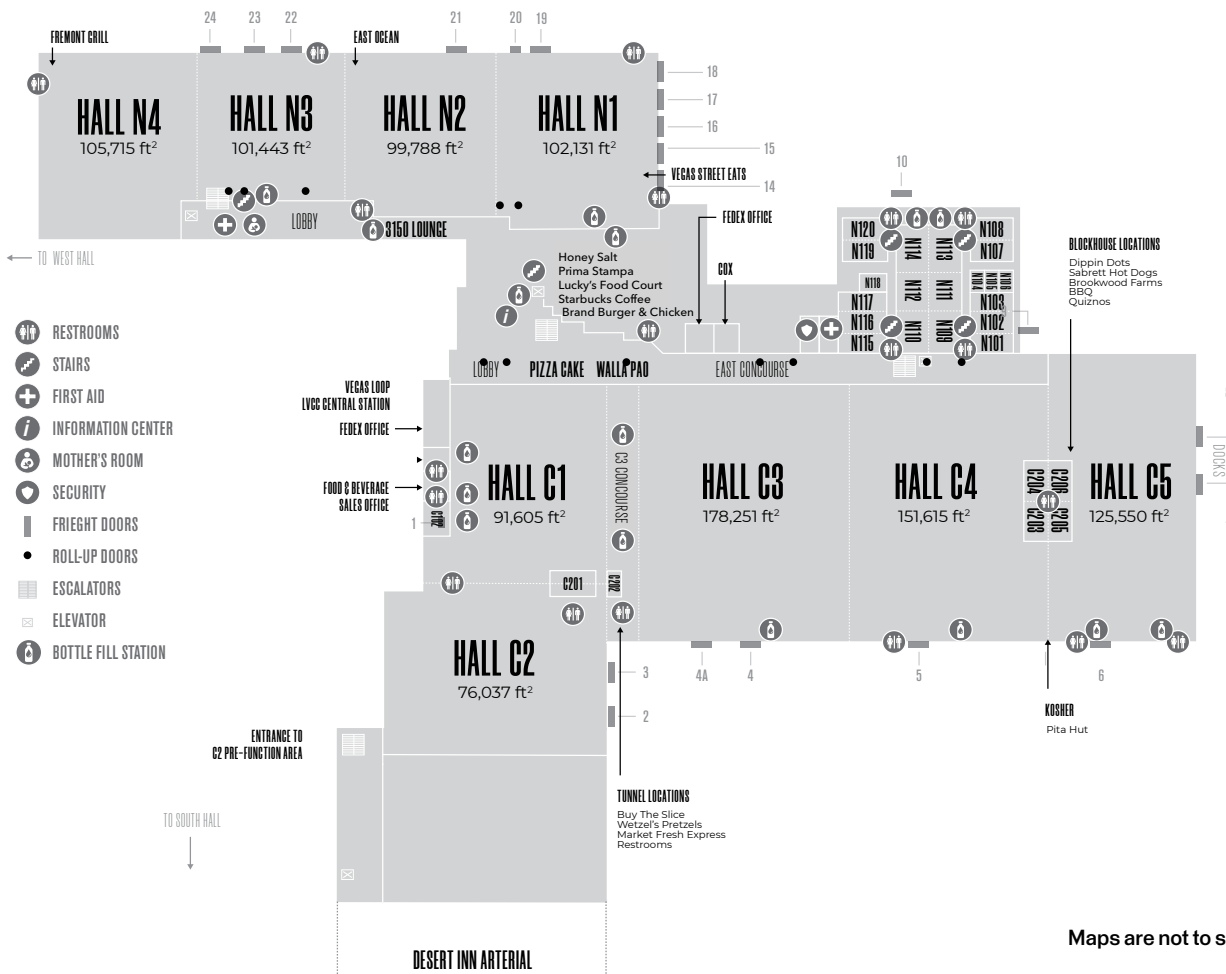 24
23
22
21
20
19
FREMONT GRILL
EAST OCEAN
18
17
16
15
14
HALL N4
105,715 ft²
HALL N3
101,443 ft²
HALL N2
99,788 ft²
HALL N1
102,131 ft²
VEGAS STREET EATS
LOBBY
3150 LOUNGE
FEDEX OFFICE
COX
TO WEST HALL
Honey Salt
Prima Stampa
Lucky's Food Court
Starbucks Coffee
Brand Burger & Chicken
10
N120
N119
N118
N117
N116
N115
N114
N112
N110
N113
N111
N109
N108
N107
N106
N105
N104
N103
N102
N101
9
BLOCKHOUSE LOCATIONS
Dippin Dots
Sabrett Hot Dogs
Brookwood Farms
BBQ
Quiznos
RESTROOMS
STAIRS
FIRST AID
INFORMATION CENTER
MOTHER'S ROOM
SECURITY
FRIEGHT DOORS
ROLL-UP DOORS
ESCALATORS
ELEVATOR
BOTTLE FILL STATION
LOBBY
PIZZA CAKE
WALLA PAO
EAST CONCOURSE
VEGAS LOOP
LVCC CENTRAL STATION
FEDEX OFFICE
FOOD & BEVERAGE
SALES OFFICE
1
C102
HALL C1
91,605 ft²
C3 CONCOURSE
HALL C3
178,251 ft²
HALL C4
151,615 ft²
C204
C206
C203
C205
HALL C5
125,550 ft²
DOCKS
C201
C202
HALL C2
76,037 ft²
3
2
4A
4
5
6
KOSHER
Pita Hut
ENTRANCE TO
C2 PRE-FUNCTION AREA
TUNNEL LOCATIONS
Buy The Slice
Wetzel's Pretzels
Market Fresh Express
Restrooms
TO SOUTH HALL
DESERT INN ARTERIAL
Maps are not to s